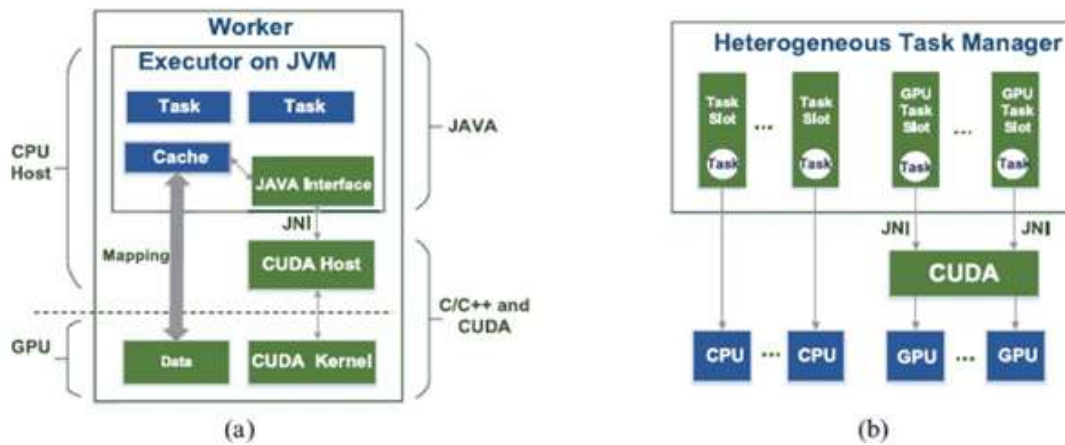 Worker
Executor on JVM
Task
Task
Cache
JAVA Interface
JNI
Mapping
CUDA Host
Data
CUDA Kernel
CPU
Host
GPU
JAVA
C/C++ and
CUDA
(a)
Heterogeneous Task Manager
Task
Slot
Task
...
Task
Slot
Task
GPU
Task
Slot
Task
...
GPU
Task
Slot
Task
JNI
JNI
CUDA
CPU
...
CPU
GPU
...
GPU
(b)